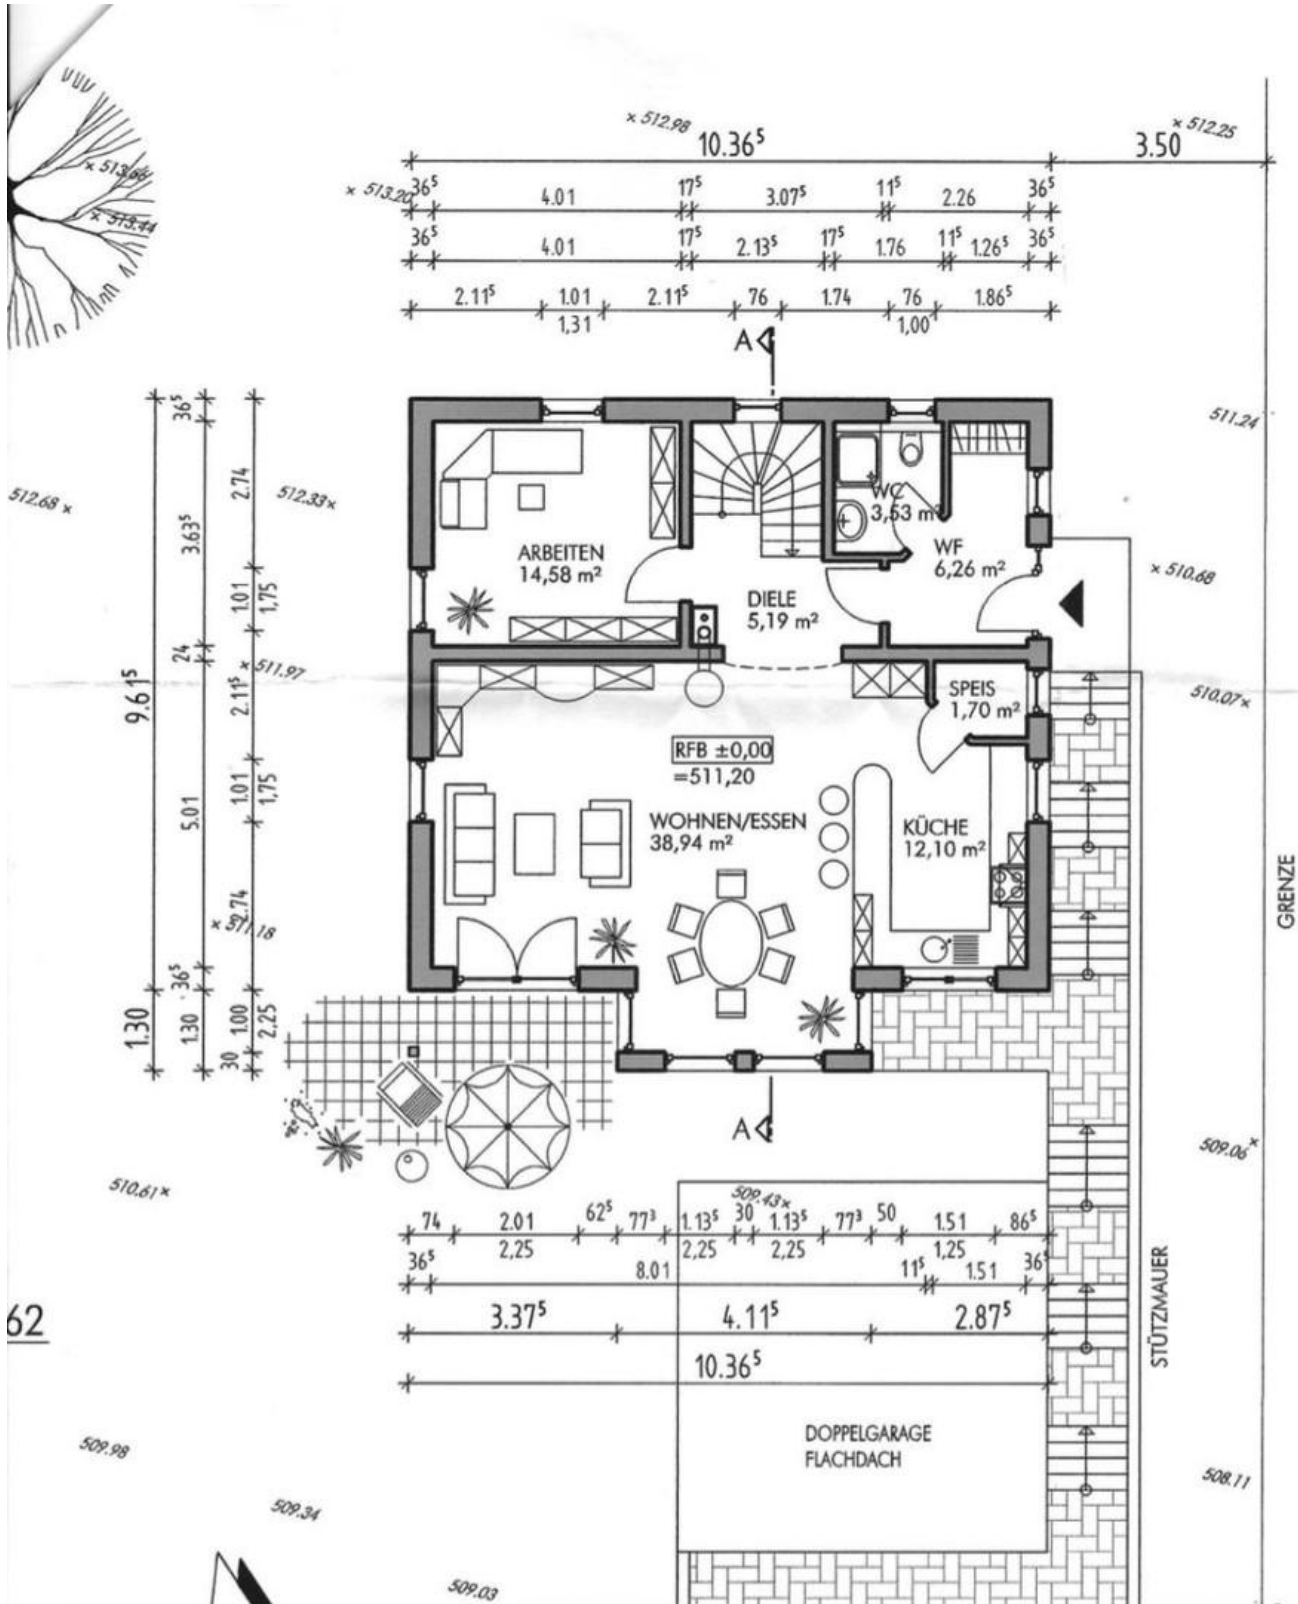 × 512.98
× 512.25
10.36⁵
3.50
× 513.66
× 513.20
36⁵ 4.01 17⁵ 3.07⁵ 11⁵ 2.26 36⁵
× 513.44
36⁵ 4.01 17⁵ 2.13⁵ 17⁵ 1.76 11⁵ 1.26⁵ 36⁵
2.11⁵ 1.01 2.11⁵ 76 1.74 76 1.86⁵
1,31 1,00
A
511.24
36⁵
2.74
512.68 ×
512.33×
3.63⁵
WC
3,53 m²
ARBEITEN
14,58 m²
WF
6,26 m²
× 510.68
1.01
1,75
DIELE
5,19 m²
24
× 511.97
9.61⁵
2.11⁵
SPEIS
1,70 m²
510.07×
RFB ±0,00
=511,20
1.01
1,75
5.01
WOHNEN/ESSEN
38,94 m²
KÜCHE
12,10 m²
GRENZE
2.74
× 511.18
36⁵
1.30
1.30
1.00
2,25
30
A
509.06×
510.61×
509.43×
74 2.01 62⁵ 77³ 1.13⁵ 30 1.13⁵ 77³ 50 1.51 86⁵
2,25 2,25 2,25 1,25
36⁵ 8.01 11⁵ 1.51 36⁵
STÜTZMAUER
62
3.37⁵ 4.11⁵ 2.87⁵
10.36⁵
DOPPELGARAGE
FLACHDACH
509.98
508.11
509.34
509.03